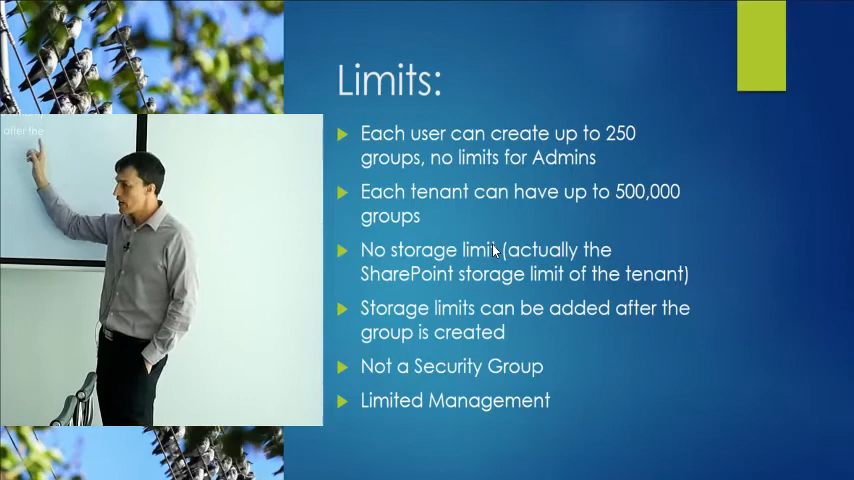 Limits:
Each user can create up to 250
groups, no limits for Admins
Each tenant can have up to 500,000
groups
No storage limit (actually the
SharePoint storage limit of the tenant)
Storage limits can be added after the
group is created
Not a Security Group
Limited Management
after the